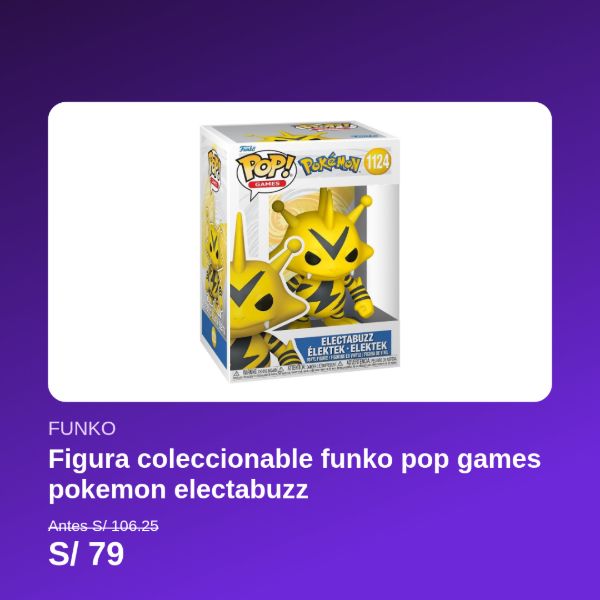 Funko
POP!
GAMES
POKÉMON
1124
ELECTABUZZ
ÉLEKTEK · ELEKTEK
FUNKO
Figura coleccionable funko pop games
pokemon electabuzz
Antes S/ 106.25
S/ 79